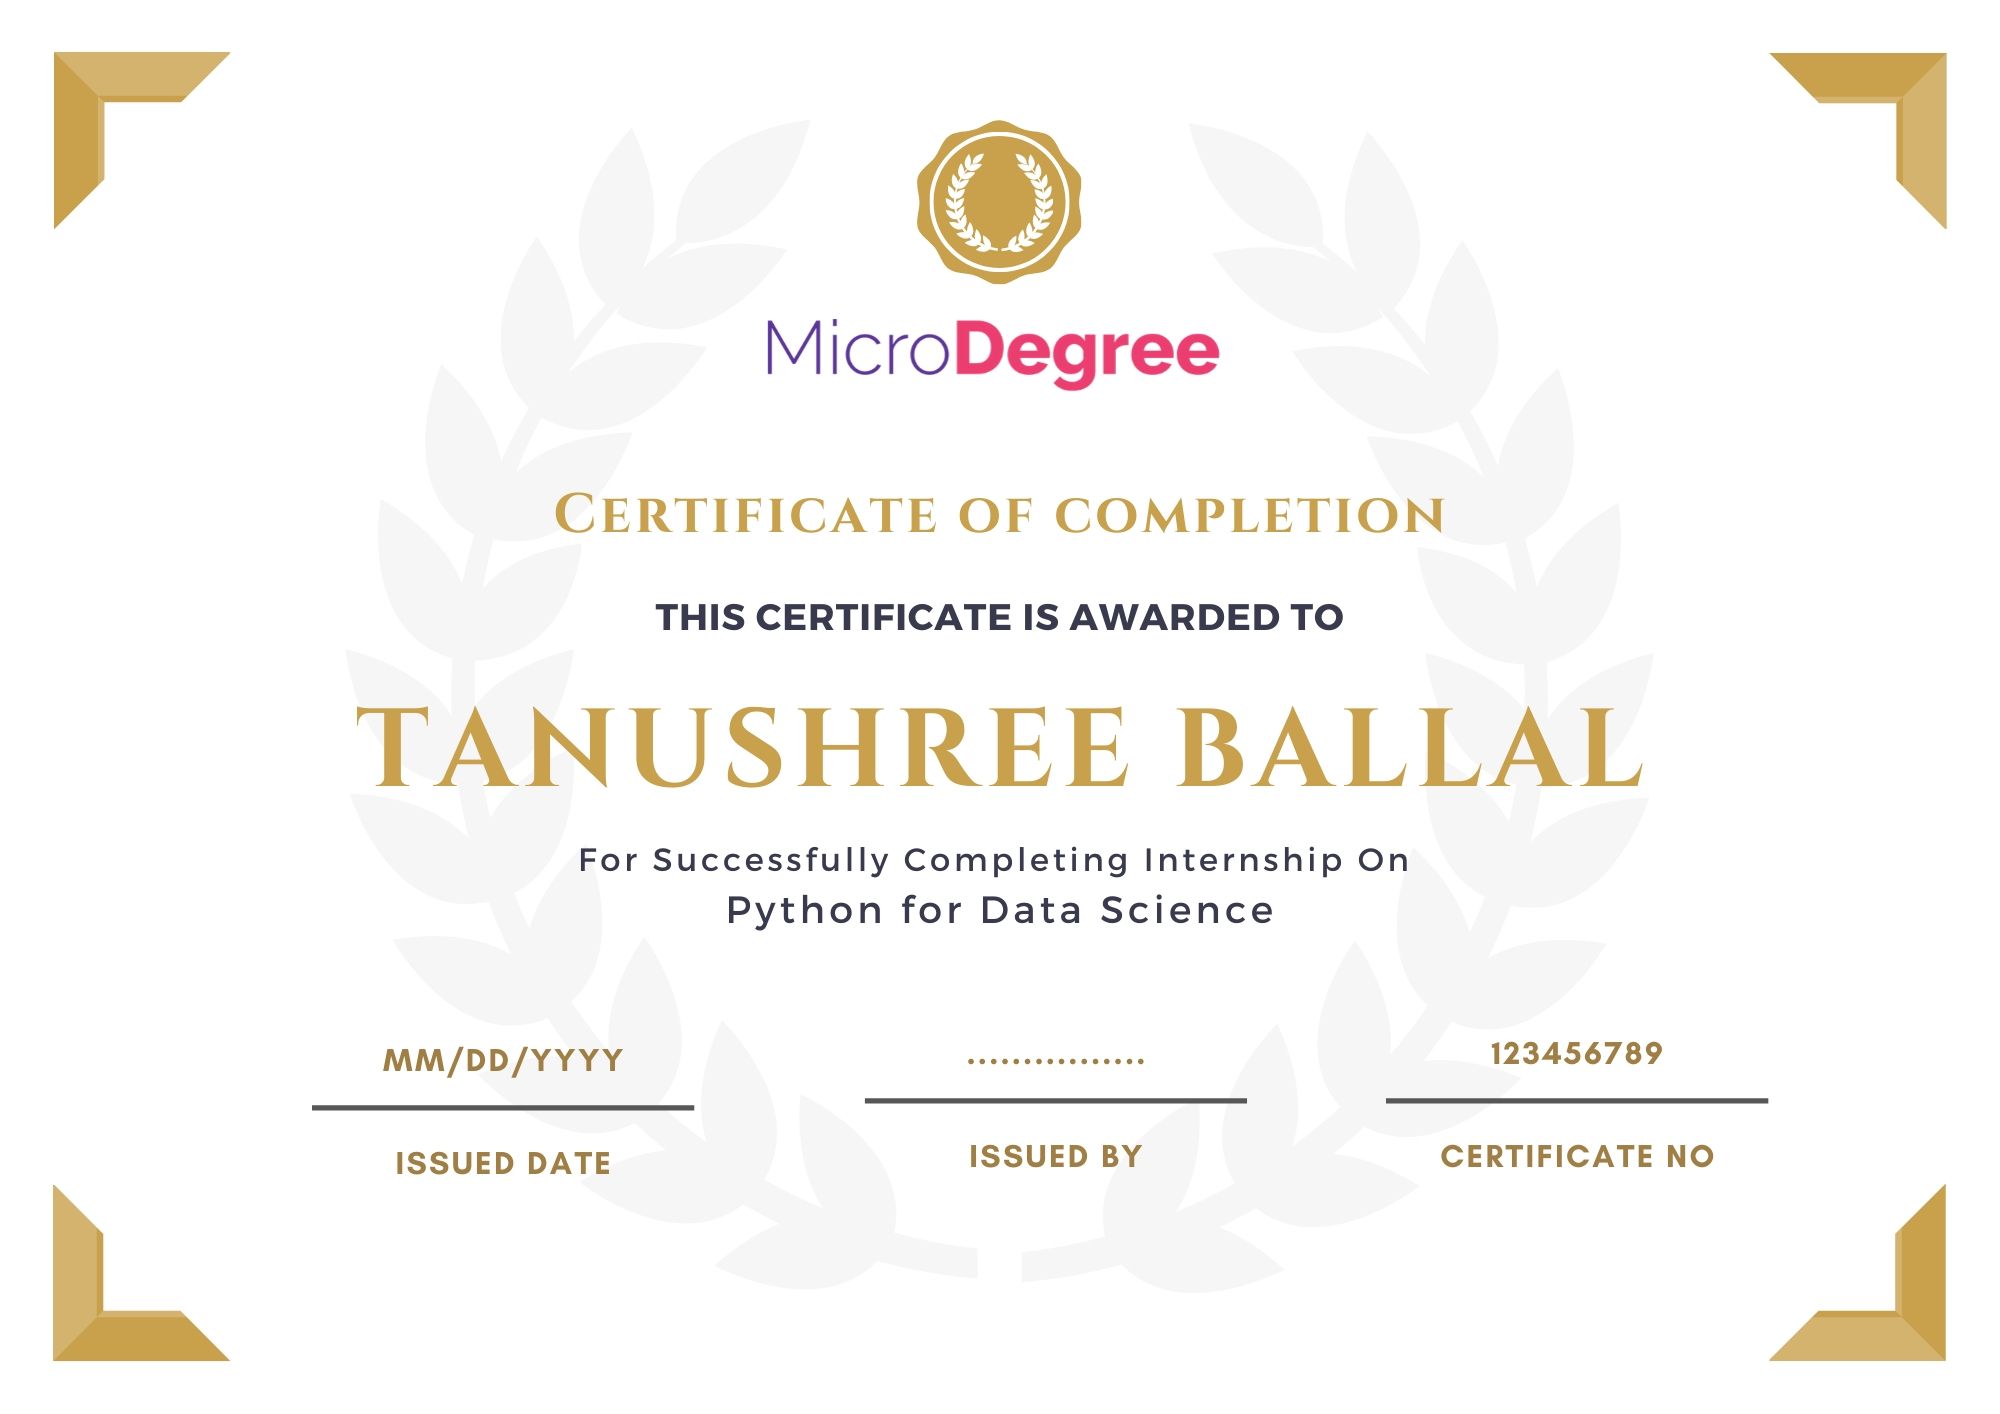 MicroDegree
CERTIFICATE OF COMPLETION
THIS CERTIFICATE IS AWARDED TO
TANUSHREE BALLAL
For Successfully Completing Internship On
Python for Data Science
MM/DD/YYYY
................
123456789
ISSUED DATE
ISSUED BY
CERTIFICATE NO